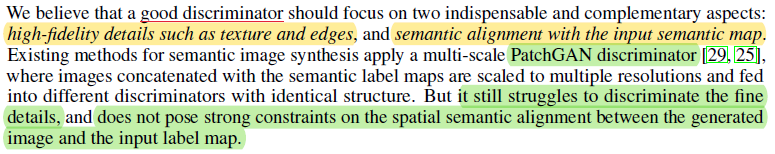 We believe that a good discriminator should focus on two indispensable and complementary aspects:
high-fidelity details such as texture and edges, and semantic alignment with the input semantic map.
Existing methods for semantic image synthesis apply a multi-scale PatchGAN discriminator [29, 25],
where images concatenated with the semantic label maps are scaled to multiple resolutions and fed
into different discriminators with identical structure. But it still struggles to discriminate the fine
details, and does not pose strong constraints on the spatial semantic alignment between the generated
image and the input label map.